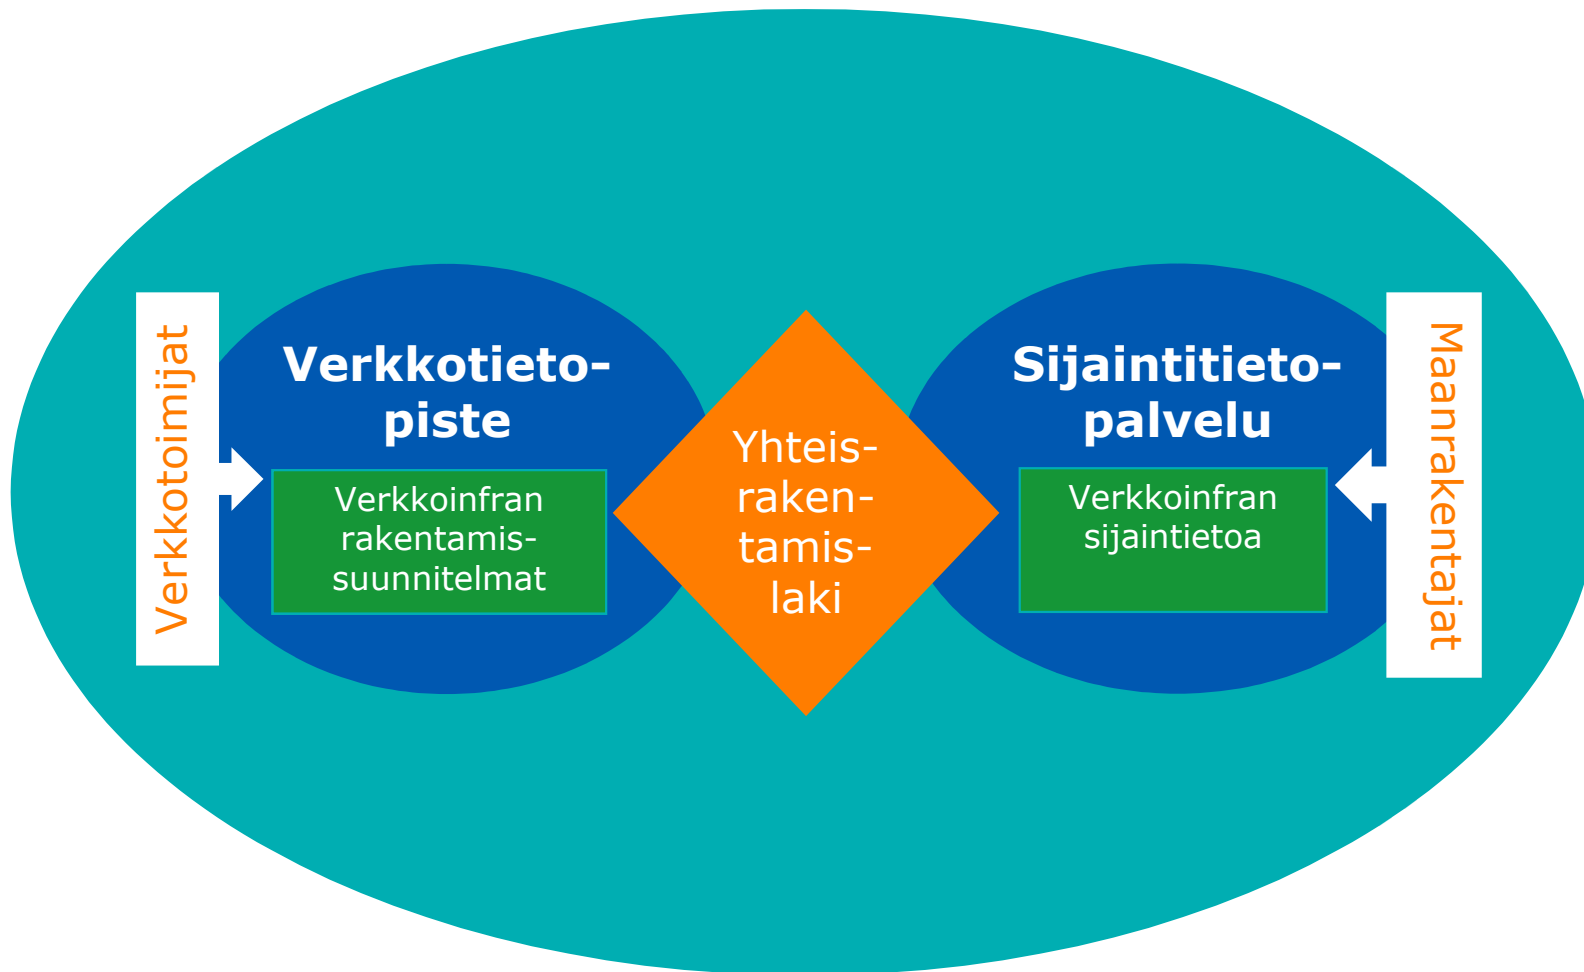 Verkkotoimijat
Verkkotieto-
piste
Verkkoinfran
rakentamis-
suunnitelmat
Yhteis-
raken-
tamis-
laki
Sijaintitieto-
palvelu
Verkkoinfran
sijaintietoa
Maanrakentajat